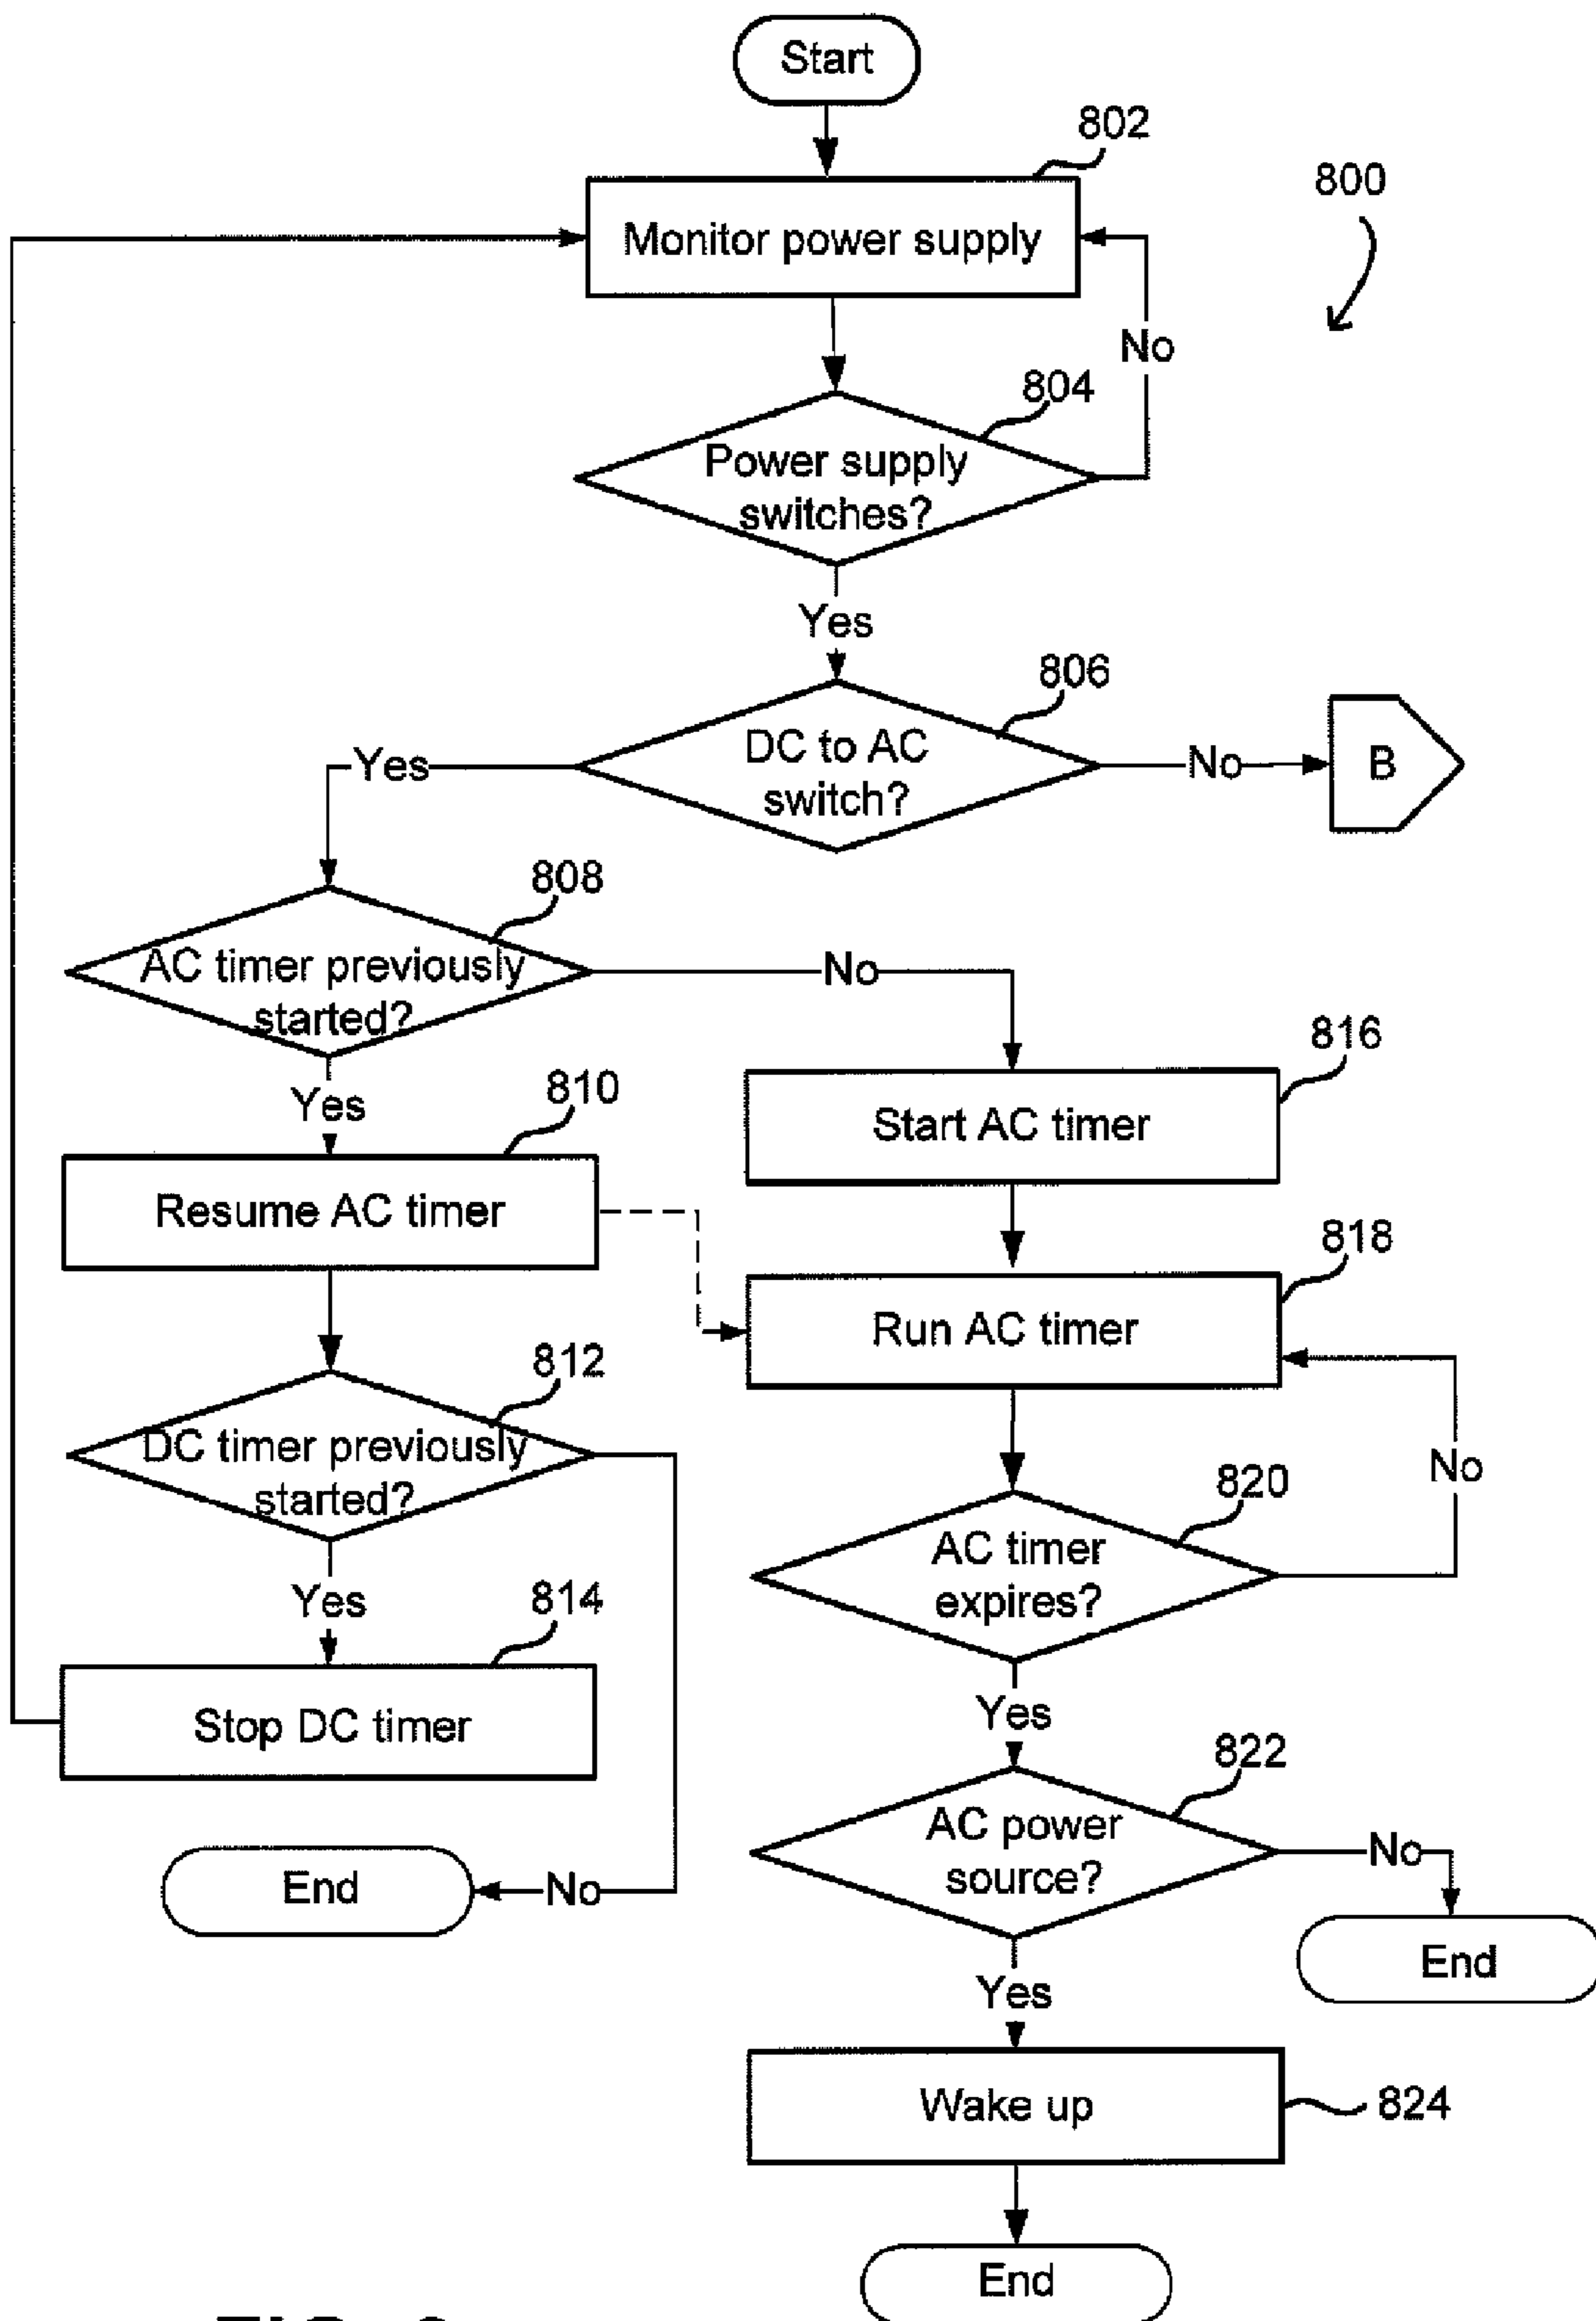 Start
802
800
Monitor power supply
No
804
Power supply
switches?
Yes
806
DC to AC
switch?
Yes
No
B
808
AC timer previously
started?
No
816
Yes
810
Start AC timer
Resume AC timer
818
Run AC timer
812
DC timer previously
started?
No
820
AC timer
expires?
Yes
814
Stop DC timer
Yes
822
AC power
source?
No
End
No
End
Yes
Wake up
824
End